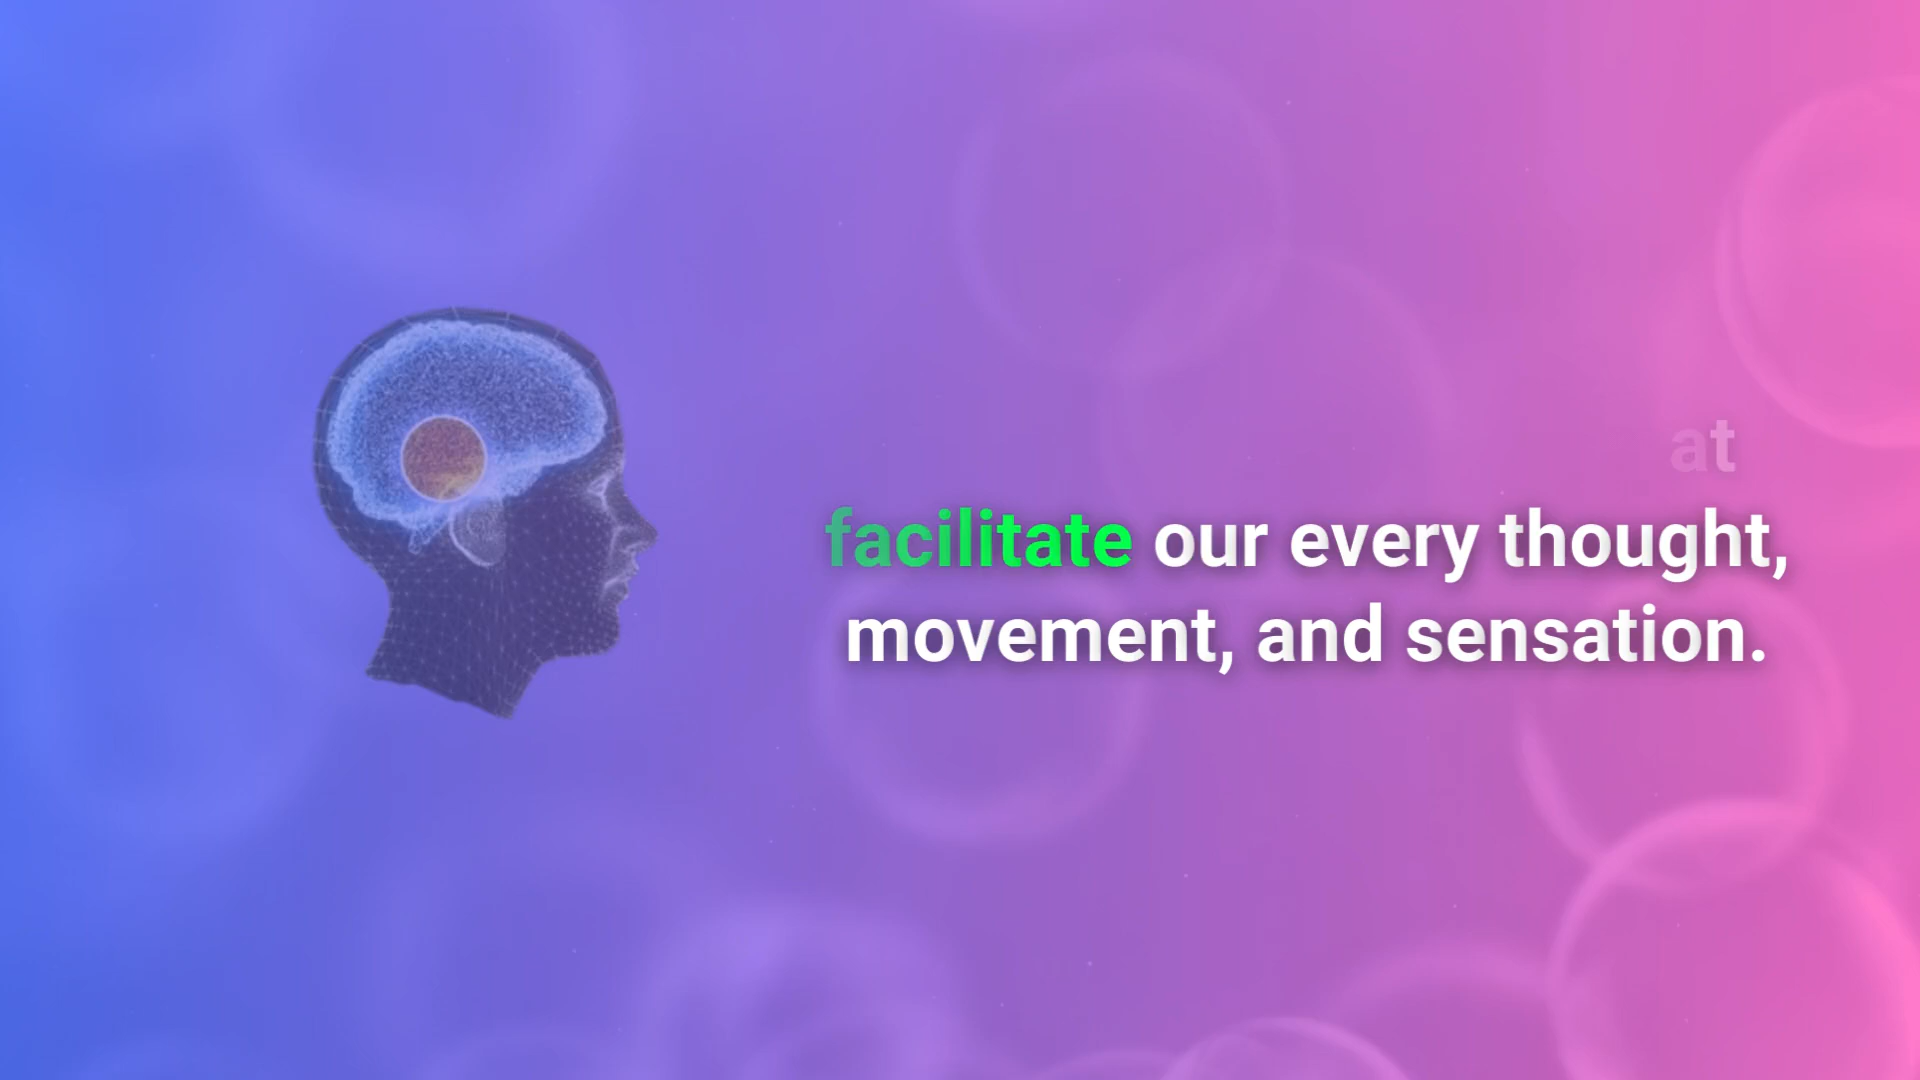 at
facilitate our every thought,
movement, and sensation.